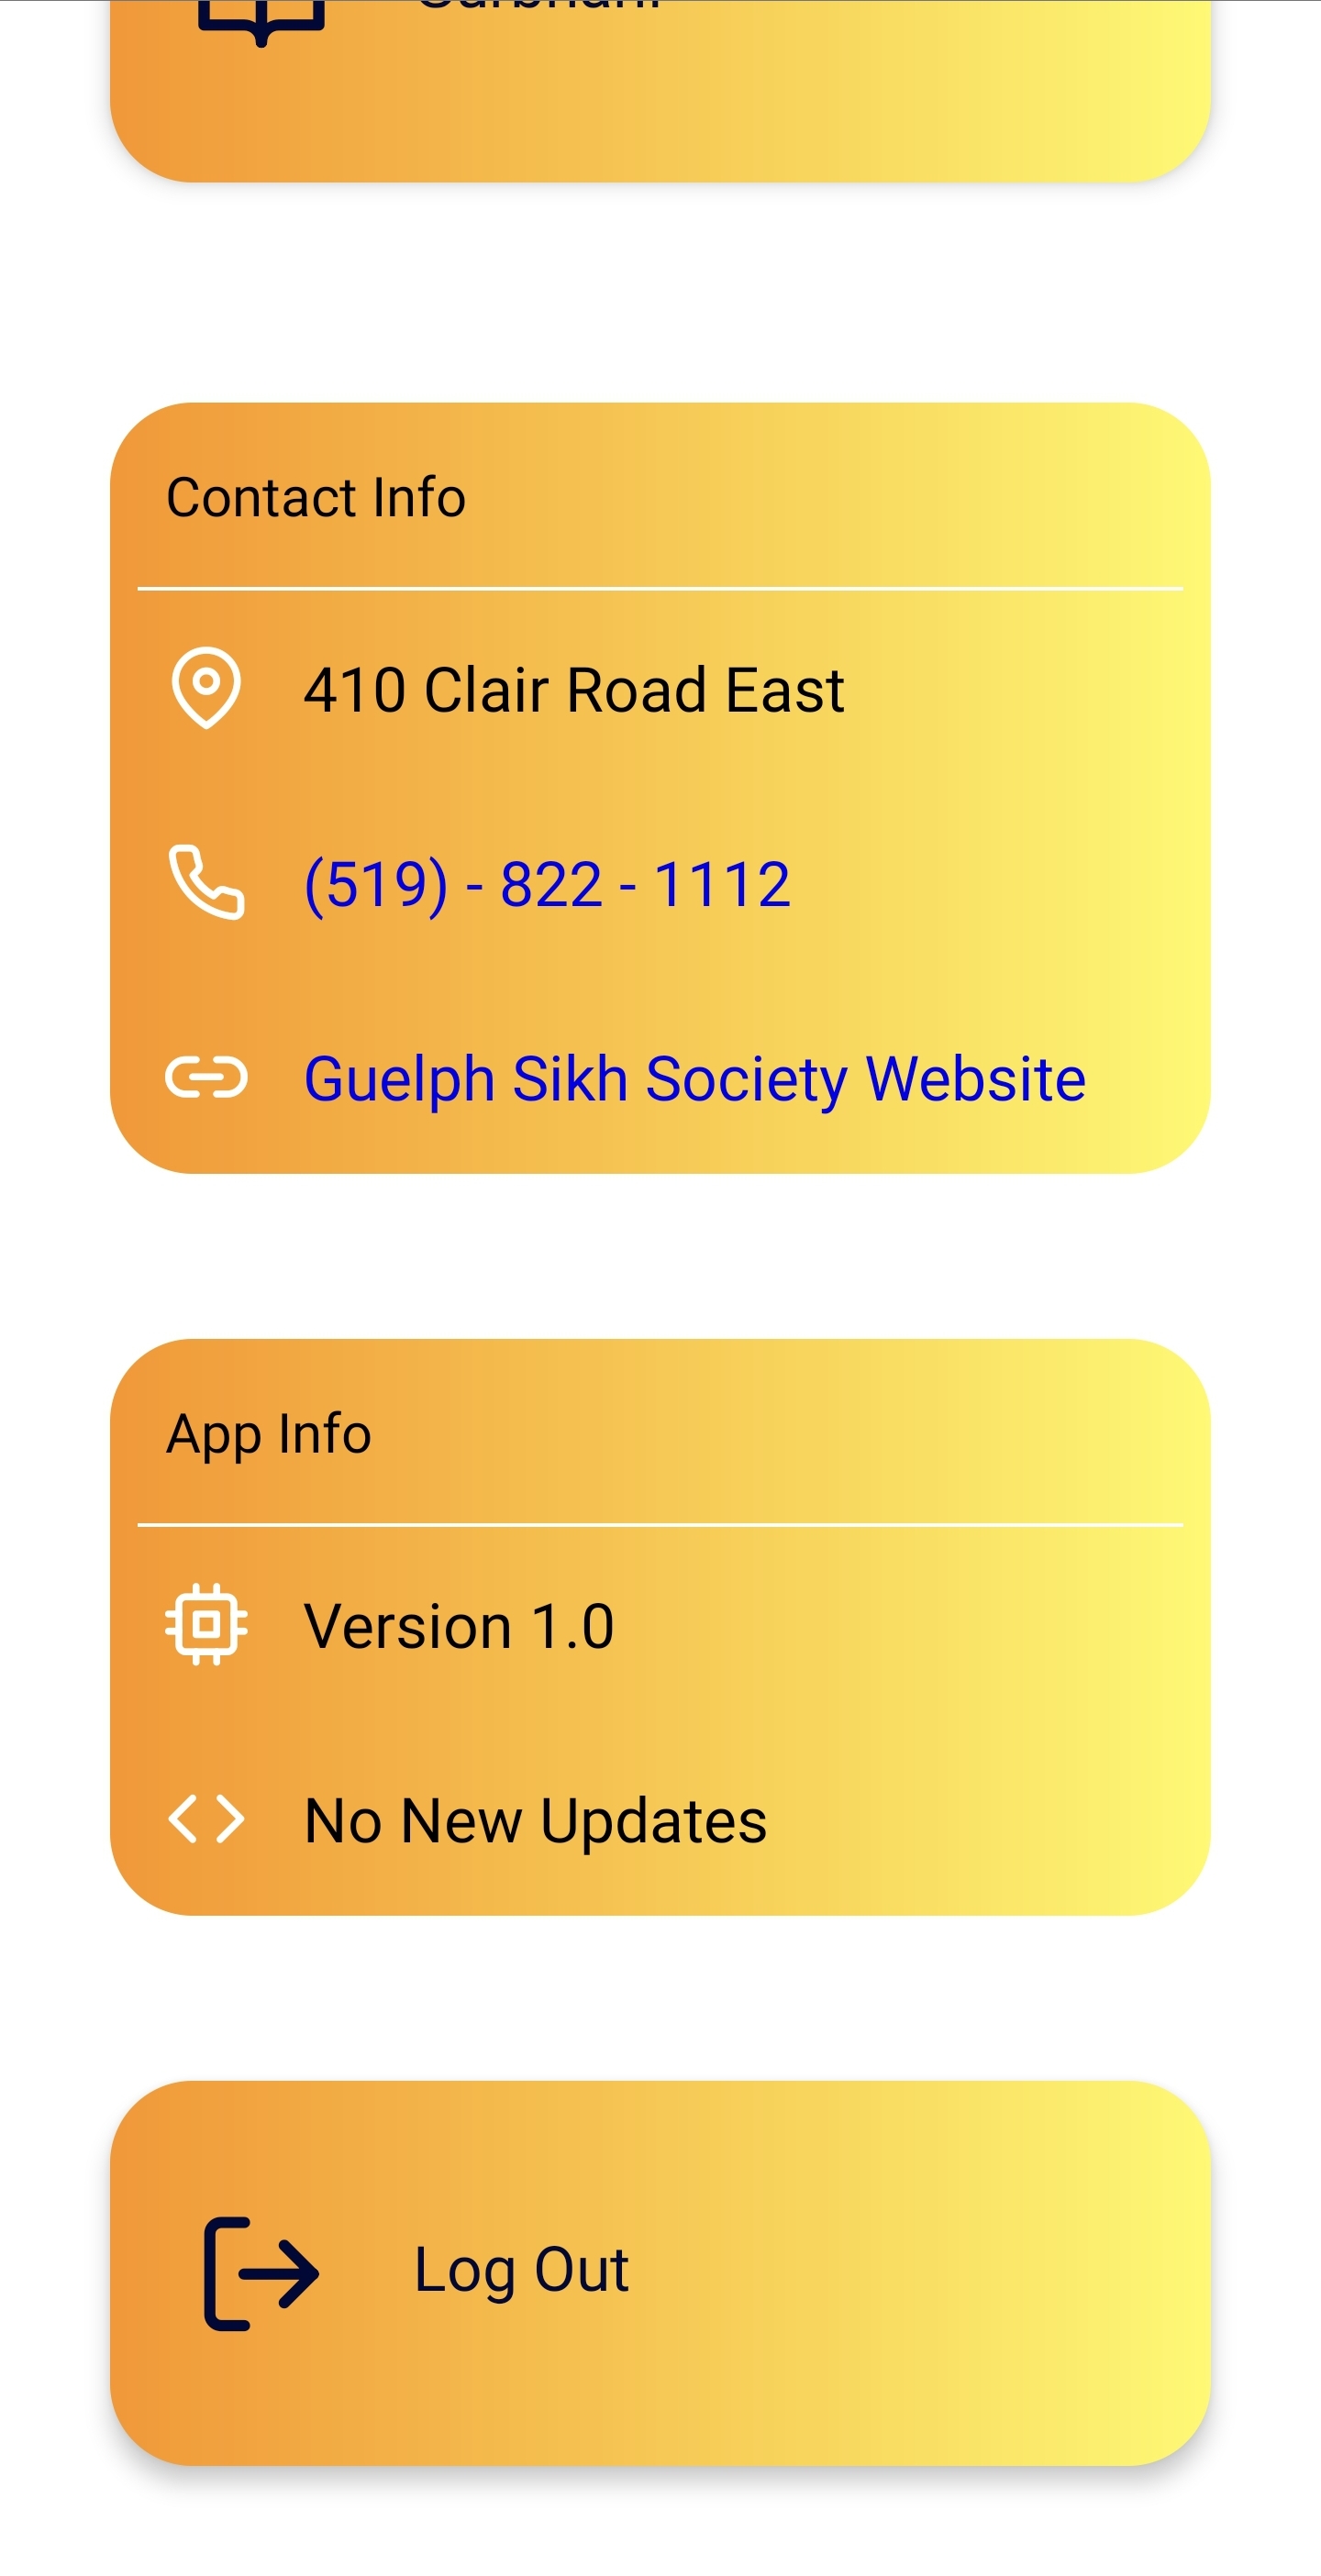 Contact Info
410 Clair Road East
(519) - 822 - 1112
Guelph Sikh Society Website
App Info
Version 1.0
No New Updates
Log Out